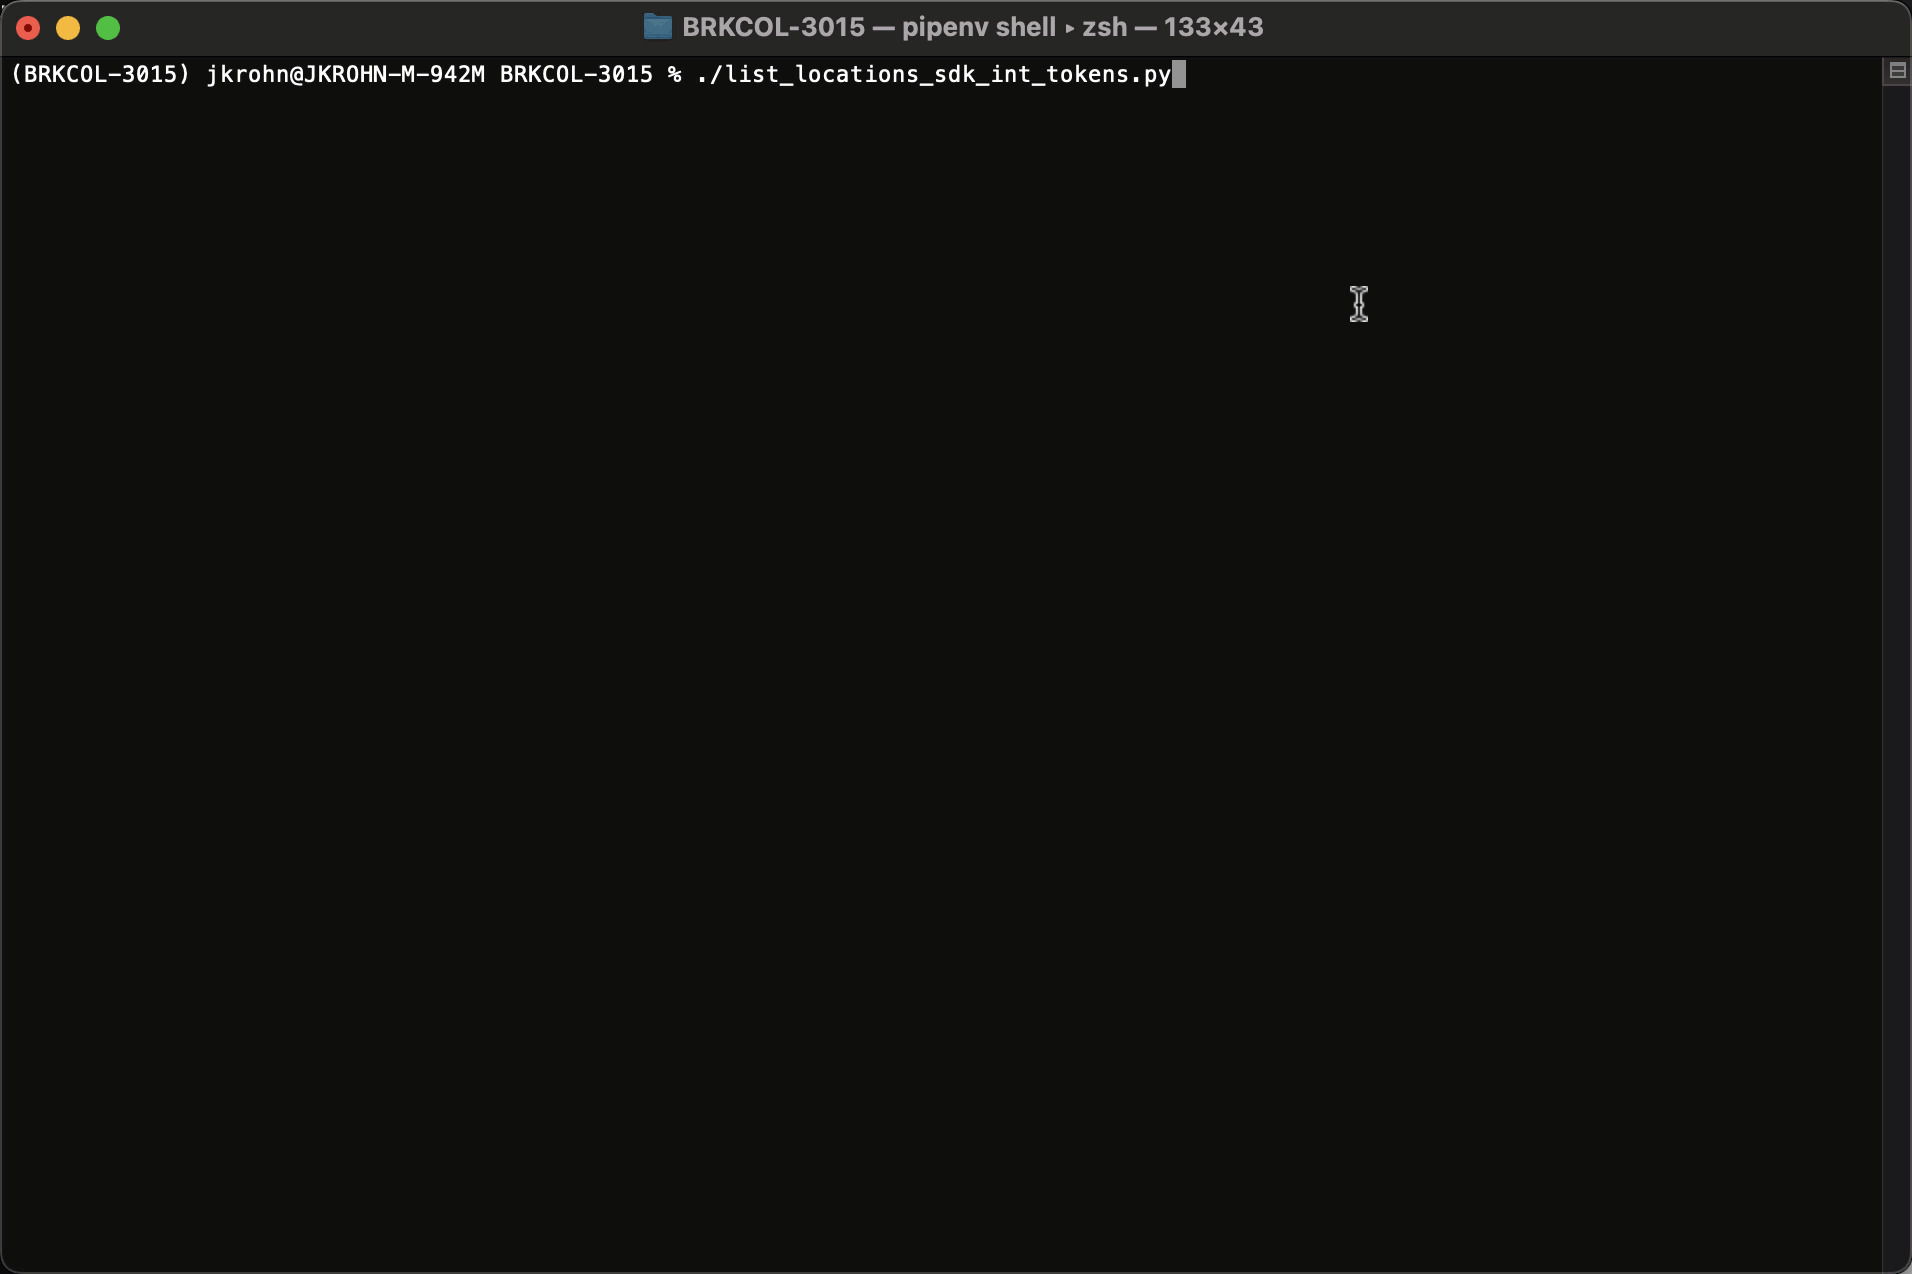 BRKCOL-3015 — pipenv shell ▸ zsh — 133×43
(BRKCOL-3015) jkrohn@JKROHN-M-942M BRKCOL-3015 % ./list_locations_sdk_int_tokens.py